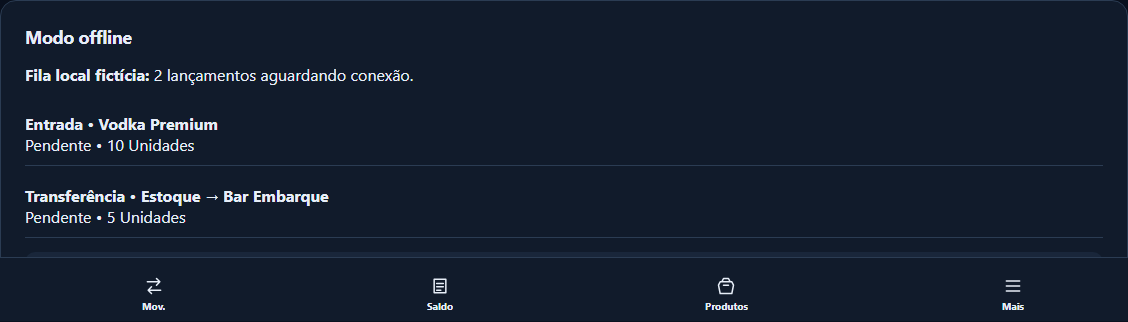 Modo offline
Fila local fictícia: 2 lançamentos aguardando conexão.
Entrada • Vodka Premium
Pendente • 10 Unidades
Transferência • Estoque → Bar Embarque
Pendente • 5 Unidades
Mov.
Saldo
Produtos
Mais